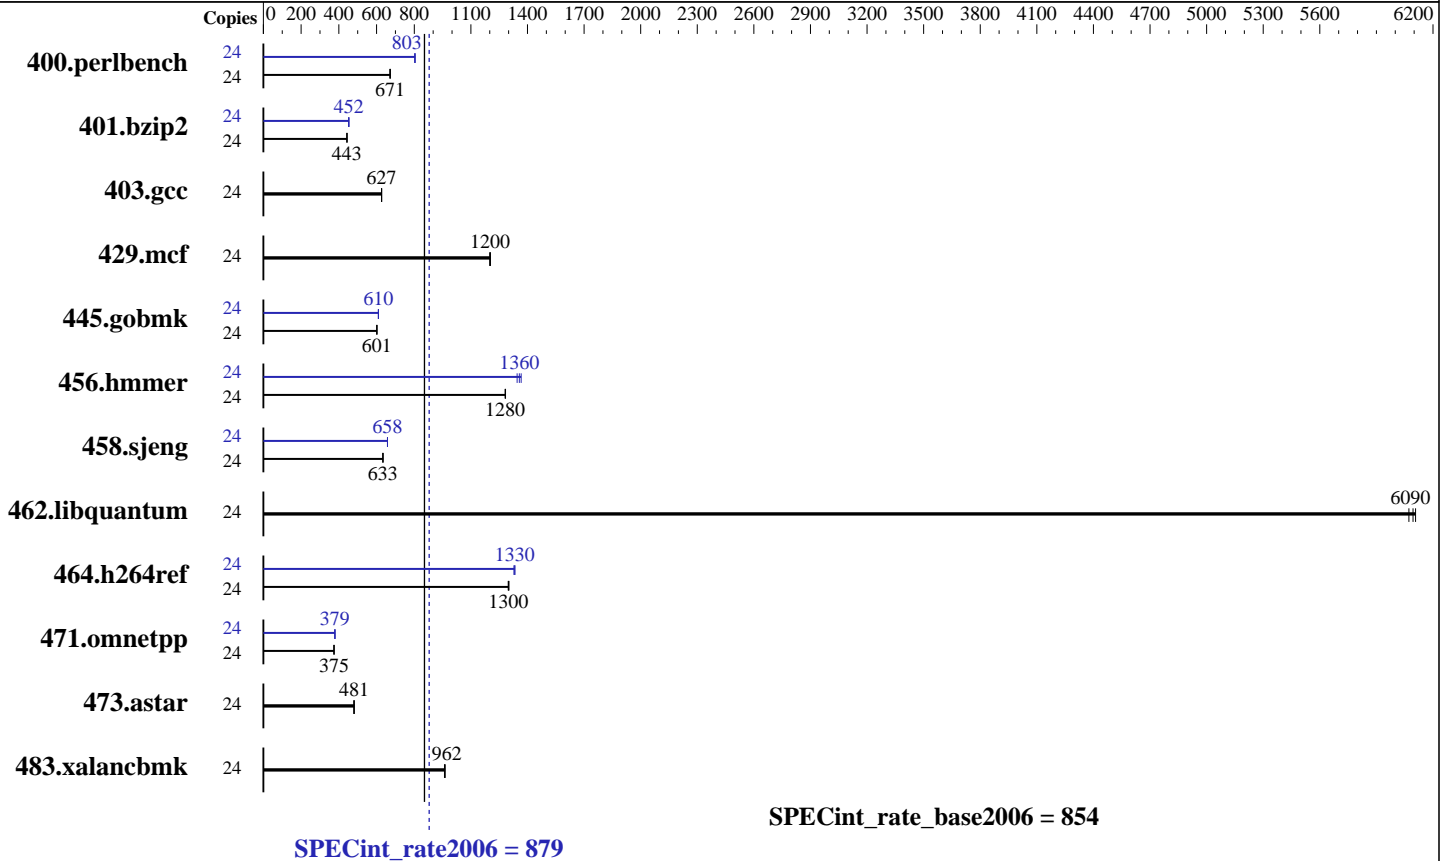 Copies 0 200 400 600 800 1100 1400 1700 2000 2300 2600 2900 3200 3500 3800 4100 4400 4700 5000 5300 5600 6200
400.perlbench 24 803
24 671
401.bzip2 24 452
24 443
403.gcc 24 627
429.mcf 24 1200
445.gobmk 24 610
24 601
456.hmmer 24 1360
24 1280
458.sjeng 24 658
24 633
462.libquantum 24 6090
464.h264ref 24 1330
24 1300
471.omnetpp 24 379
24 375
473.astar 24 481
483.xalancbmk 24 962
SPECint_rate_base2006 = 854
SPECint_rate2006 = 879